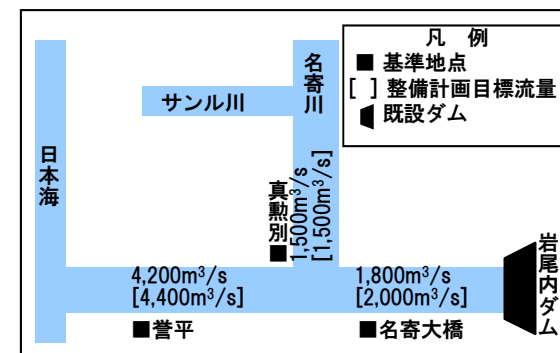 凡 例
■ 基準地点
[ ] 整備計画目標流量
既設ダム
名寄川
サンル川
日本海
真勲別■
1,500m³/s
[1,500m³/s]
4,200m³/s
[4,400m³/s]
1,800m³/s
[2,000m³/s]
岩尾内ダム
■誉平
■名寄大橋